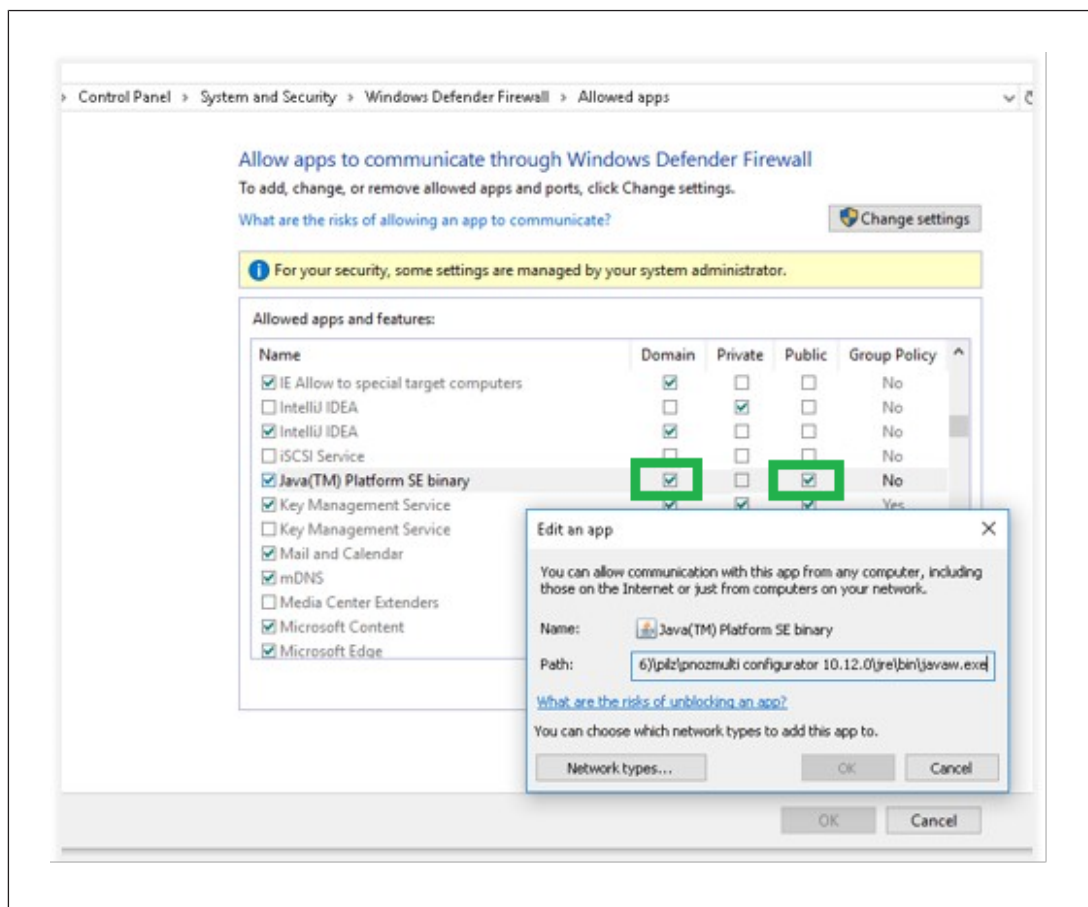 Control Panel > System and Security > Windows Defender Firewall > Allowed apps
Allow apps to communicate through Windows Defender Firewall
To add, change, or remove allowed apps and ports, click Change settings.
What are the risks of allowing an app to communicate?
Change settings
For your security, some settings are managed by your system administrator.
Allowed apps and features:
Name Domain Private Public Group Policy
IE Allow to special target computers No
IntelliJ IDEA No
IntelliJ IDEA No
iSCSI Service No
Java(TM) Platform SE binary No
Key Management Service Yes
Key Management Service
Mail and Calendar
mDNS
Media Center Extenders
Microsoft Content
Microsoft Edge
Edit an app
You can allow communication with this app from any computer, including
those on the Internet or just from computers on your network.
Name: Java(TM) Platform SE binary
Path: 6)\pilz\pnozmulti configurator 10.12.0\jre\bin\javaw.exe
What are the risks of unblocking an app?
You can choose which network types to add this app to.
Network types... OK Cancel
OK Cancel